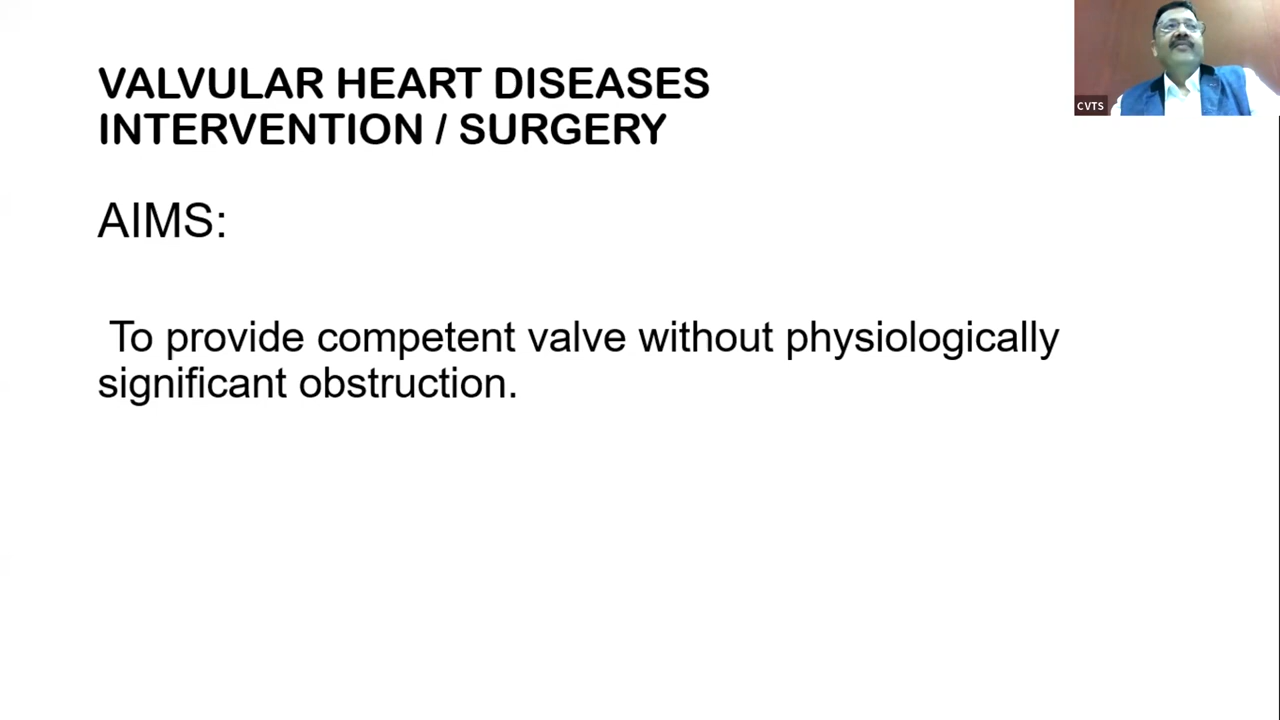 VALVULAR HEART DISEASES
INTERVENTION / SURGERY
AIMS:
To provide competent valve without physiologically
significant obstruction.
CVTS